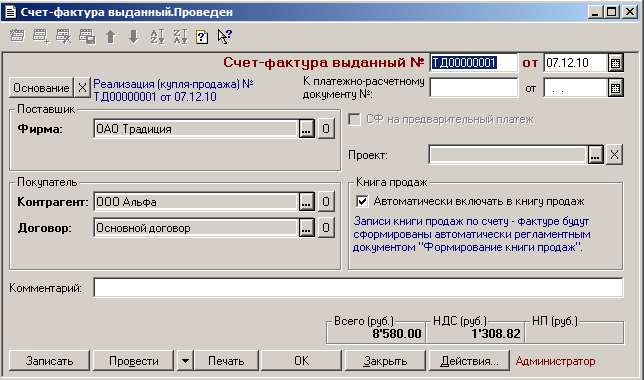 Счет-фактура выданный.Проведен
Счет-фактура выданный № ТД00000001 от 07.12.10
Основание X Реализация (купля-продажа) № ТД00000001 от 07.12.10
К платежно-расчетному документу №: от . .
Поставщик
Фирма: ОАО Традиция ... О
СФ на предварительный платеж
Проект: ... X
Покупатель
Контрагент: ООО Альфа ... О
Договор: Основной договор ... О
Книга продаж
Автоматически включать в книгу продаж
Записи книги продаж по счету - фактуре будут
сформированы автоматически регламентным
документом "Формирование книги продаж".
Комментарий:
Всего (руб.) НДС (руб.) НП (руб.)
8'580.00 1'308.82
Записать Провести Печать OK Закрыть Действия... Администратор